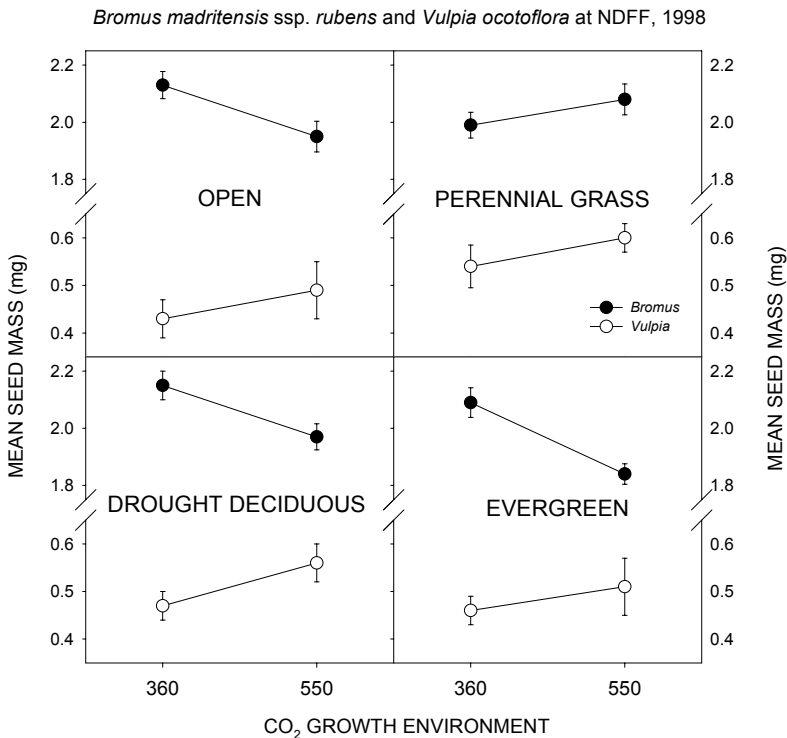 Bromus madritensis ssp. rubens and Vulpia ocotoflora at NDFF, 1998
2.2
2.0
1.8
OPEN
0.6
0.5
0.4
2.2
2.0
1.8
PERENNIAL GRASS
0.6
0.5
0.4
Bromus
Vulpia
MEAN SEED MASS (mg)
MEAN SEED MASS (mg)
2.2
2.0
1.8
DROUGHT DECIDUOUS
0.6
0.5
0.4
2.2
2.0
1.8
EVERGREEN
0.6
0.5
0.4
360 550 360 550
CO₂ GROWTH ENVIRONMENT